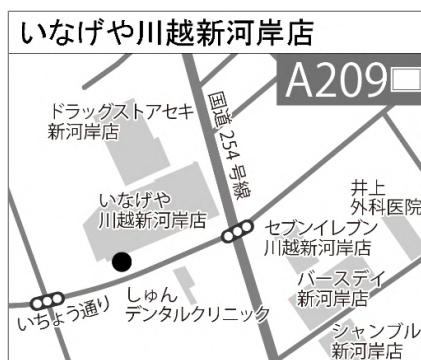 いなげや川越新河岸店
A209
ドラッグストアセキ
新河岸店
国道254号線
いなげや
川越新河岸店
井上
外科医院
セブンイレブン
川越新河岸店
バースデイ
新河岸店
いちょう通り
しゅん
デンタルクリニック
シャンブル
新河岸店